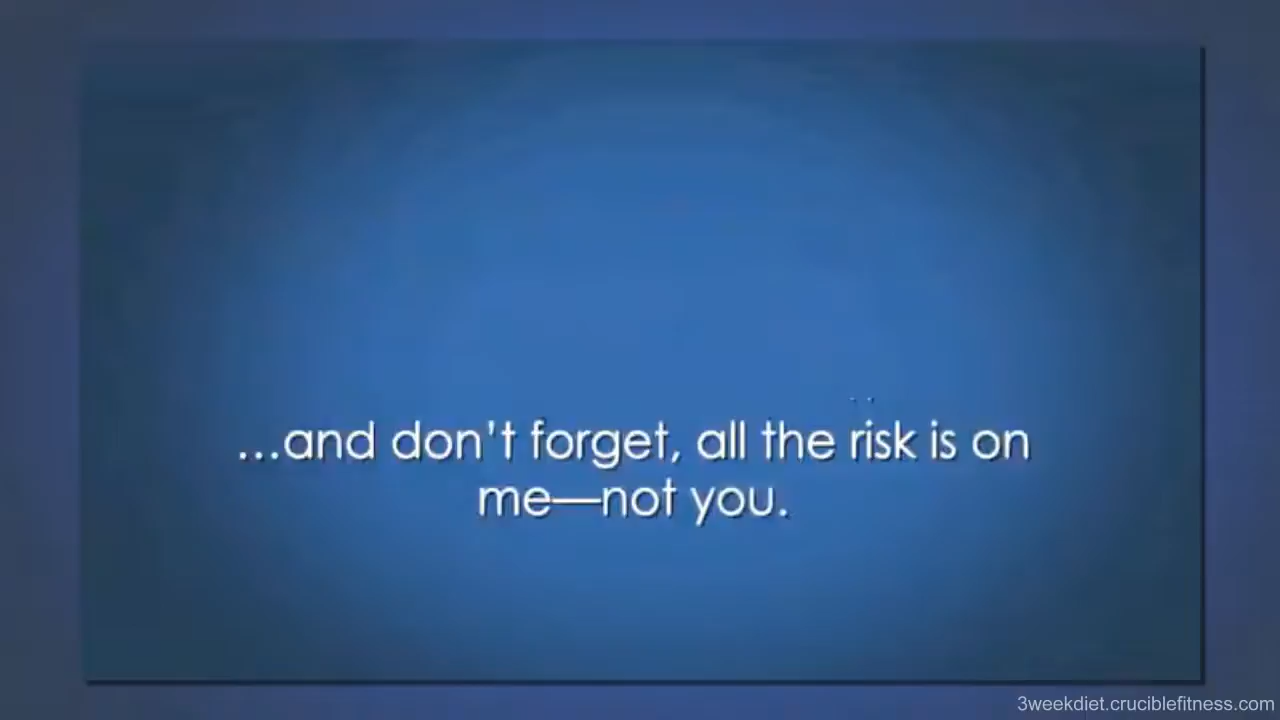 ...and don't forget, all the risk is on
me—not you.
3weekdiet.cruciblefitness.com